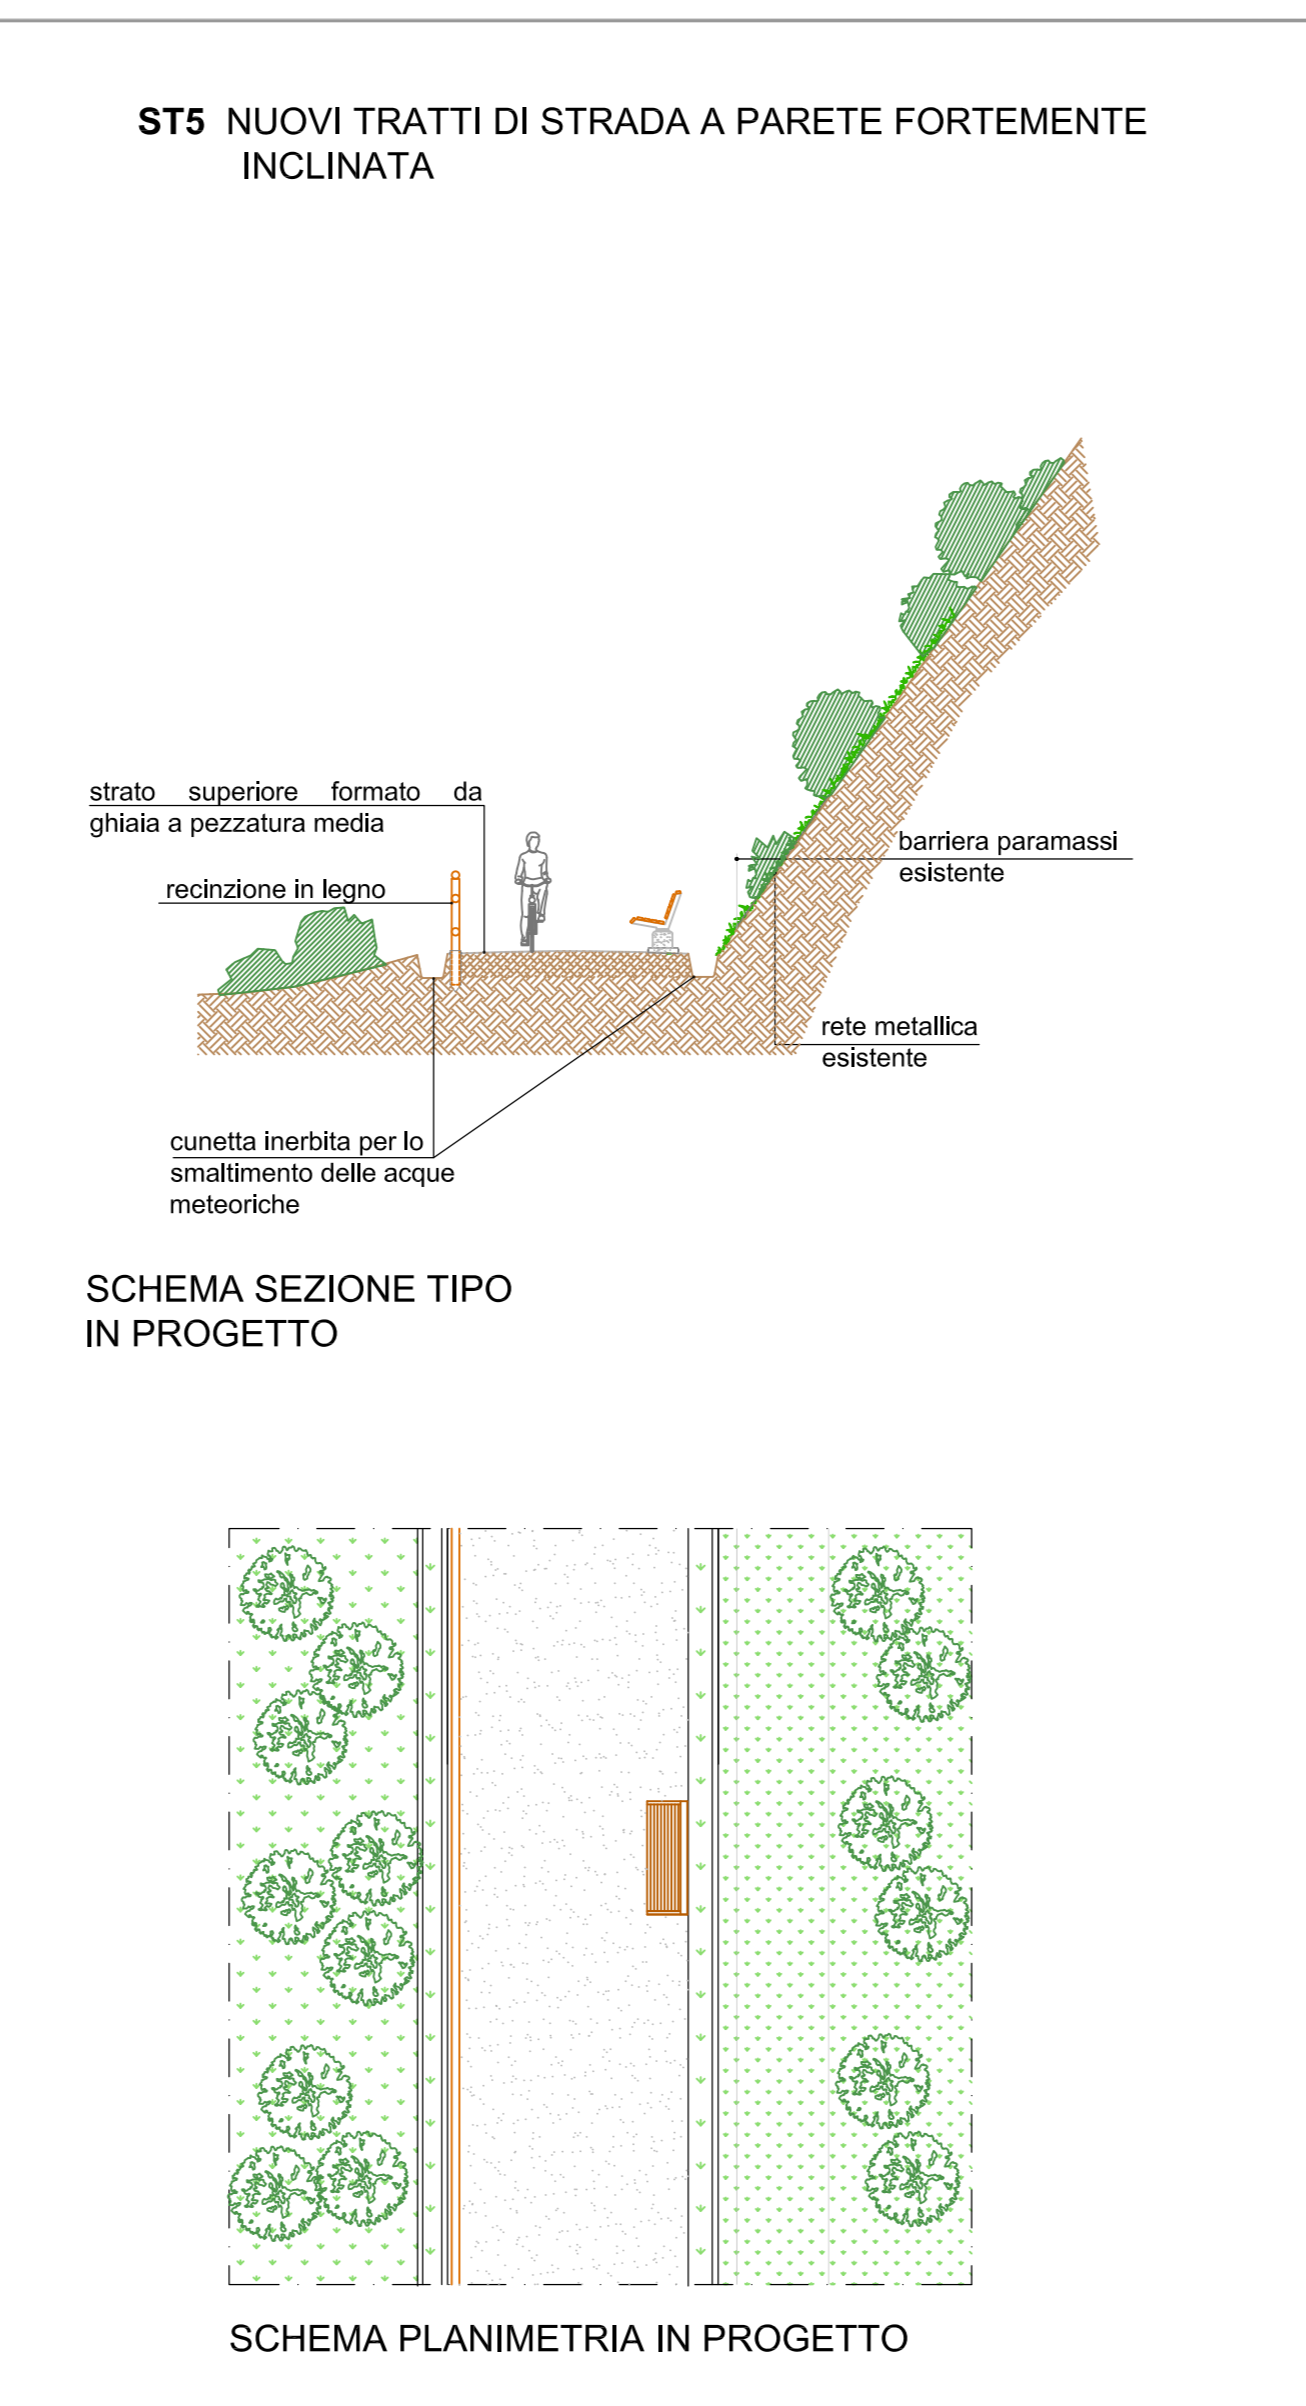 ST5 NUOVI TRATTI DI STRADA A PARETE FORTEMENTE
INCLINATA
strato superiore formato da
ghiaia a pezzatura media
recinzione in legno
barriera paramassi
esistente
rete metallica
esistente
cunetta inerbita per lo
smaltimento delle acque
meteoriche
SCHEMA SEZIONE TIPO
IN PROGETTO
SCHEMA PLANIMETRIA IN PROGETTO